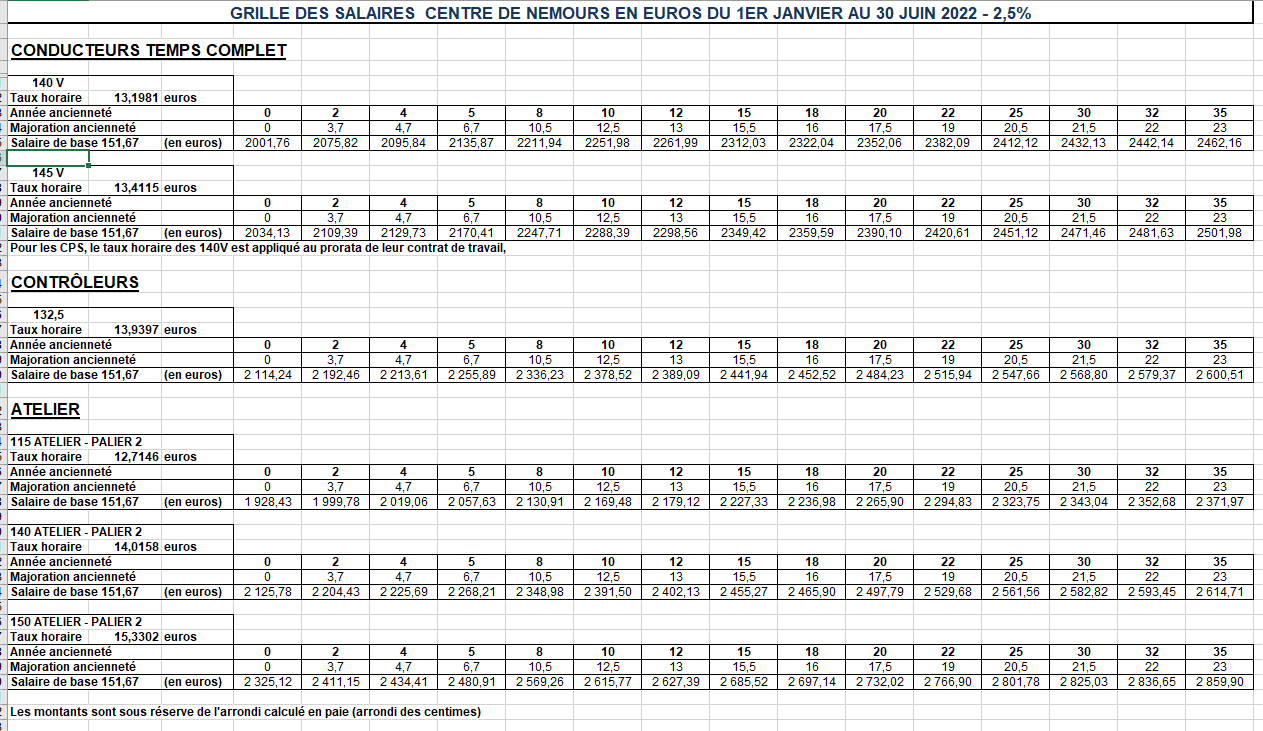 GRILLE DES SALAIRES CENTRE DE NEMOURS EN EUROS DU 1ER JANVIER AU 30 JUIN 2022 - 2,5%
CONDUCTEURS TEMPS COMPLET
140 V
Taux horaire 13,1981 euros
Année ancienneté 0 2 4 5 8 10 12 15 18 20 22 25 30 32 35
Majoration ancienneté 0 3,7 4,7 6,7 10,5 12,5 13 15,5 16 17,5 19 20,5 21,5 22 23
Salaire de base 151,67 (en euros) 2001,76 2075,82 2095,84 2135,87 2211,94 2251,98 2261,99 2312,03 2322,04 2352,06 2382,09 2412,12 2432,13 2442,14 2462,16
145 V
Taux horaire 13,4115 euros
Année ancienneté 0 2 4 5 8 10 12 15 18 20 22 25 30 32 35
Majoration ancienneté 0 3,7 4,7 6,7 10,5 12,5 13 15,5 16 17,5 19 20,5 21,5 22 23
Salaire de base 151,67 (en euros) 2034,13 2109,39 2129,73 2170,41 2247,71 2288,39 2298,56 2349,42 2359,59 2390,10 2420,61 2451,12 2471,46 2481,63 2501,98
Pour les CPS, le taux horaire des 140V est appliqué au prorata de leur contrat de travail,
CONTRÔLEURS
132,5
Taux horaire 13,9397 euros
Année ancienneté 0 2 4 5 8 10 12 15 18 20 22 25 30 32 35
Majoration ancienneté 0 3,7 4,7 6,7 10,5 12,5 13 15,5 16 17,5 19 20,5 21,5 22 23
Salaire de base 151,67 (en euros) 2 114,24 2 192,46 2 213,61 2 255,89 2 336,23 2 378,52 2 389,09 2 441,94 2 452,52 2 484,23 2 515,94 2 547,66 2 568,80 2 579,37 2 600,51
ATELIER
115 ATELIER - PALIER 2
Taux horaire 12,7146 euros
Année ancienneté 0 2 4 5 8 10 12 15 18 20 22 25 30 32 35
Majoration ancienneté 0 3,7 4,7 6,7 10,5 12,5 13 15,5 16 17,5 19 20,5 21,5 22 23
Salaire de base 151,67 (en euros) 1 928,43 1 999,78 2 019,06 2 057,63 2 130,91 2 169,48 2 179,12 2 227,33 2 236,98 2 265,90 2 294,83 2 323,75 2 343,04 2 352,68 2 371,97
140 ATELIER - PALIER 2
Taux horaire 14,0158 euros
Année ancienneté 0 2 4 5 8 10 12 15 18 20 22 25 30 32 35
Majoration ancienneté 0 3,7 4,7 6,7 10,5 12,5 13 15,5 16 17,5 19 20,5 21,5 22 23
Salaire de base 151,67 (en euros) 2 125,78 2 204,43 2 225,69 2 268,21 2 348,98 2 391,50 2 402,13 2 455,27 2 465,90 2 497,79 2 529,68 2 561,56 2 582,82 2 593,45 2 614,71
150 ATELIER - PALIER 2
Taux horaire 15,3302 euros
Année ancienneté 0 2 4 5 8 10 12 15 18 20 22 25 30 32 35
Majoration ancienneté 0 3,7 4,7 6,7 10,5 12,5 13 15,5 16 17,5 19 20,5 21,5 22 23
Salaire de base 151,67 (en euros) 2 325,12 2 411,15 2 434,41 2 480,91 2 569,26 2 615,77 2 627,39 2 685,52 2 697,14 2 732,02 2 766,90 2 801,78 2 825,03 2 836,65 2 859,90
Les montants sont sous réserve de l'arrondi calculé en paie (arrondi des centimes)